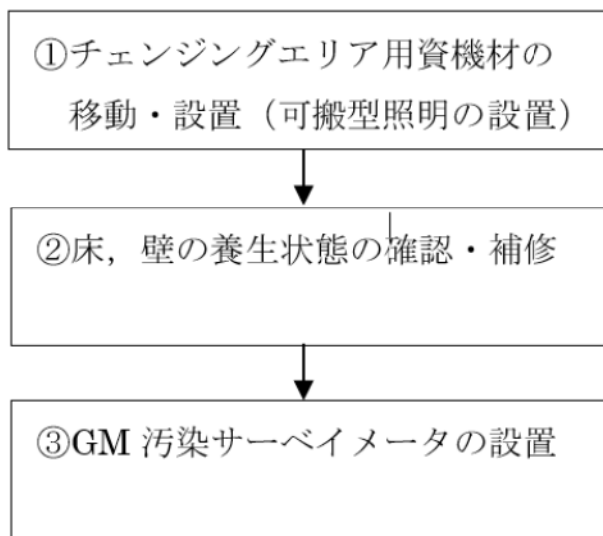 ①チェンジングエリア用資機材の
移動・設置（可搬型照明の設置）
②床，壁の養生状態の確認・補修
③GM 汚染サーベイメータの設置